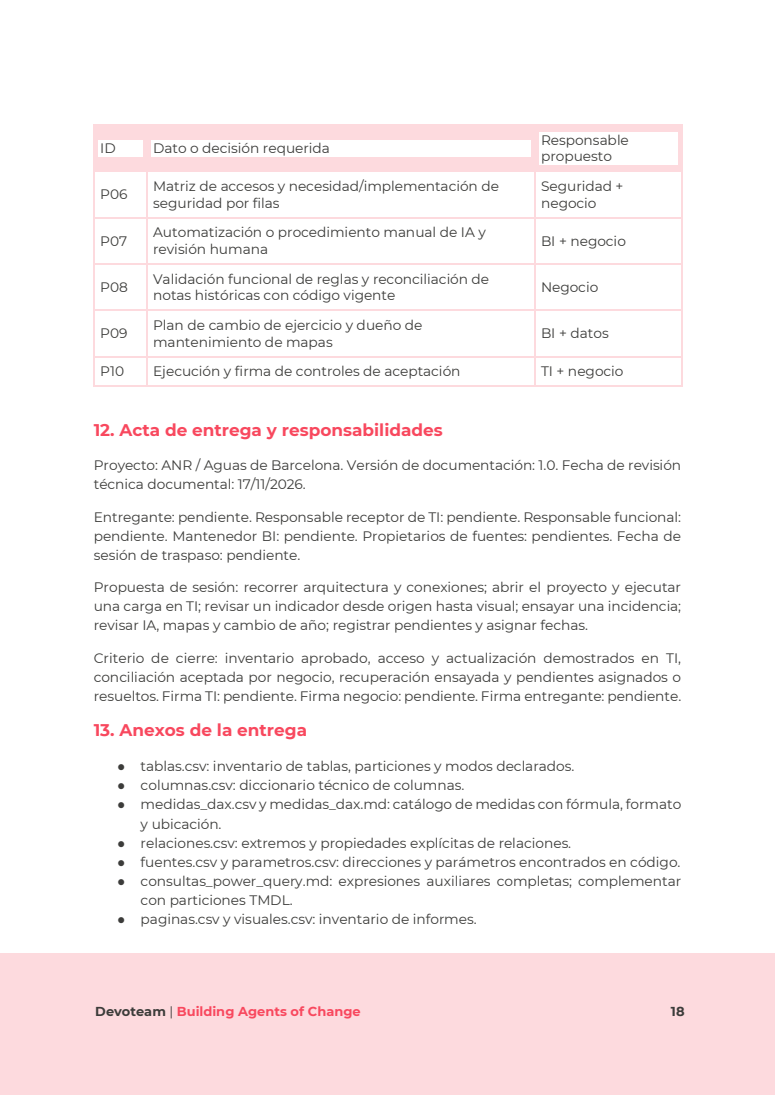 ID
Dato o decisión requerida
Responsable
propuesto
P06
Matriz de accesos y necesidad/implementación de
seguridad por filas
Seguridad +
negocio
P07
Automatización o procedimiento manual de IA y
revisión humana
BI + negocio
P08
Validación funcional de reglas y reconciliación de
notas históricas con código vigente
Negocio
P09
Plan de cambio de ejercicio y dueño de
mantenimiento de mapas
BI + datos
P10
Ejecución y firma de controles de aceptación
TI + negocio
12. Acta de entrega y responsabilidades
Proyecto: ANR / Aguas de Barcelona. Versión de documentación: 1.0. Fecha de revisión
técnica documental: 17/11/2026.
Entregante: pendiente. Responsable receptor de TI: pendiente. Responsable funcional:
pendiente. Mantenedor BI: pendiente. Propietarios de fuentes: pendientes. Fecha de
sesión de traspaso: pendiente.
Propuesta de sesión: recorrer arquitectura y conexiones; abrir el proyecto y ejecutar
una carga en TI; revisar un indicador desde origen hasta visual; ensayar una incidencia;
revisar IA, mapas y cambio de año; registrar pendientes y asignar fechas.
Criterio de cierre: inventario aprobado, acceso y actualización demostrados en TI,
conciliación aceptada por negocio, recuperación ensayada y pendientes asignados o
resueltos. Firma TI: pendiente. Firma negocio: pendiente. Firma entregante: pendiente.
13. Anexos de la entrega
● tablas.csv: inventario de tablas, particiones y modos declarados.
● columnas.csv: diccionario técnico de columnas.
● medidas_dax.csv y medidas_dax.md: catálogo de medidas con fórmula, formato
y ubicación.
● relaciones.csv: extremos y propiedades explícitas de relaciones.
● fuentes.csv y parametros.csv: direcciones y parámetros encontrados en código.
● consultas_power_query.md: expresiones auxiliares completas; complementar
con particiones TMDL.
● paginas.csv y visuales.csv: inventario de informes.
Devoteam | Building Agents of Change
18